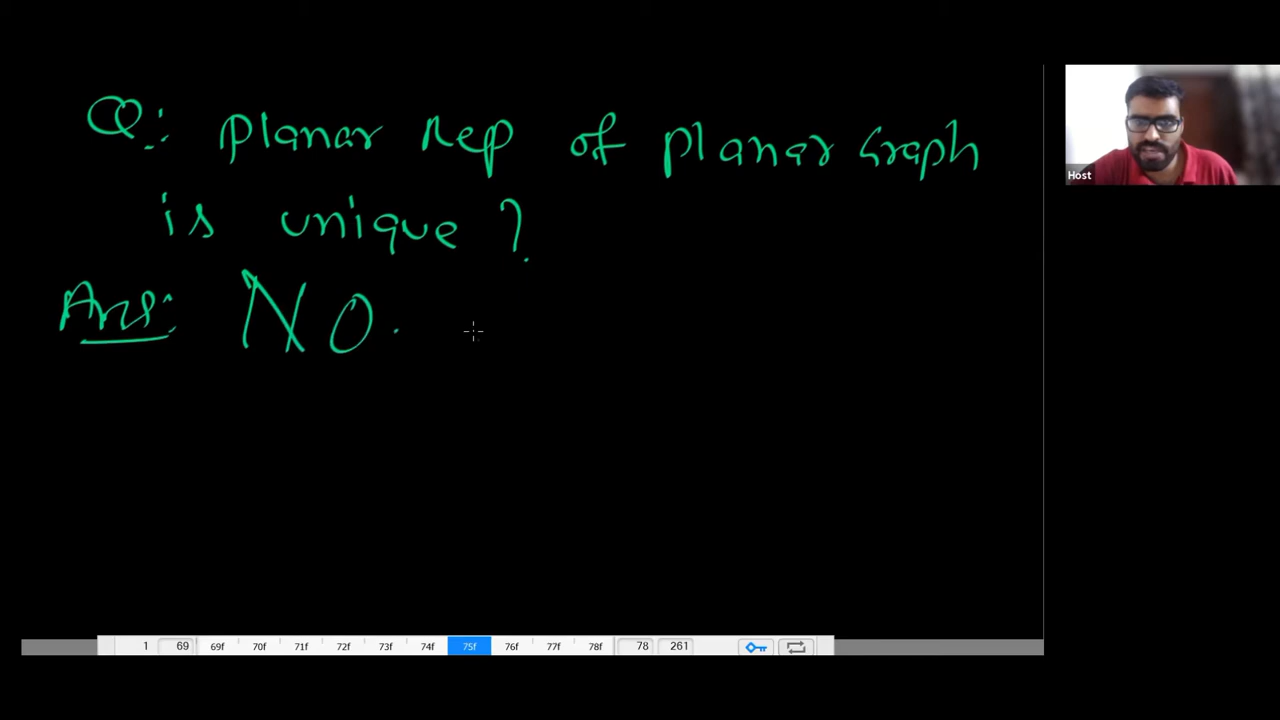 Q: Planar Rep of planar Graph
is unique ?
Ans: NO.
Host
1 69 69f 70f 71f 72f 73f 74f 75f 76f 77f 78f 78 261